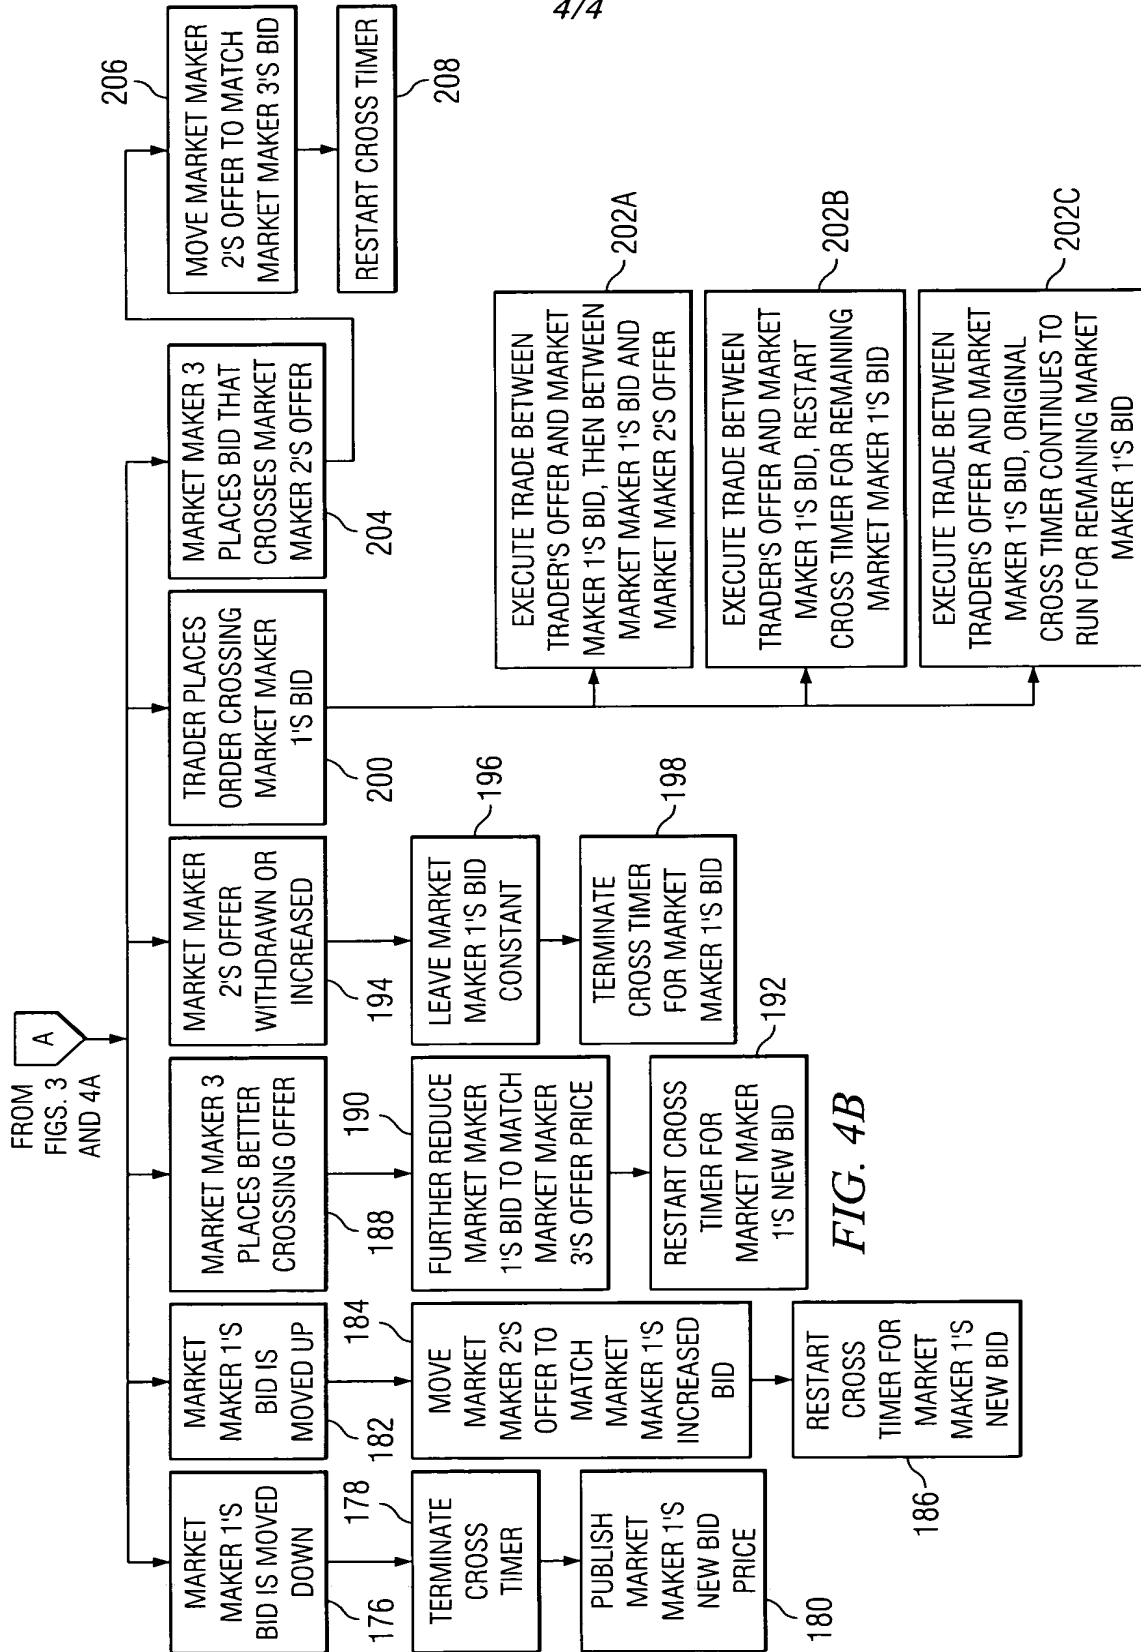 4/4
FROM
FIGS. 3
AND 4A
A
MARKET
MAKER 1'S
BID IS MOVED
DOWN
176
TERMINATE
CROSS
TIMER
178
PUBLISH
MARKET
MAKER 1'S
NEW BID
PRICE
180
MARKET
MAKER 1'S
BID IS
MOVED UP
182
MOVE
MARKET
MAKER 2'S
OFFER TO
MATCH
MARKET
MAKER 1'S
INCREASED
BID
184
RESTART
CROSS
TIMER FOR
MARKET
MAKER 1'S
NEW BID
186
MARKET MAKER 3
PLACES BETTER
CROSSING OFFER
188
FURTHER REDUCE
MARKET MAKER
1'S BID TO MATCH
MARKET MAKER
3'S OFFER PRICE
190
RESTART CROSS
TIMER FOR
MARKET MAKER
1'S NEW BID
192
MARKET MAKER
2'S OFFER
WITHDRAWN OR
INCREASED
194
LEAVE MARKET
MAKER 1'S BID
CONSTANT
196
TERMINATE
CROSS TIMER
FOR MARKET
MAKER 1'S BID
198
TRADER PLACES
ORDER CROSSING
MARKET MAKER
1'S BID
200
EXECUTE TRADE BETWEEN
TRADER'S OFFER AND MARKET
MAKER 1'S BID, THEN BETWEEN
MARKET MAKER 1'S BID AND
MARKET MAKER 2'S OFFER
202A
EXECUTE TRADE BETWEEN
TRADER'S OFFER AND MARKET
MAKER 1'S BID, RESTART
CROSS TIMER FOR REMAINING
MARKET MAKER 1'S BID
202B
EXECUTE TRADE BETWEEN
TRADER'S OFFER AND MARKET
MAKER 1'S BID, ORIGINAL
CROSS TIMER CONTINUES TO
RUN FOR REMAINING MARKET
MAKER 1'S BID
202C
MARKET MAKER 3
PLACES BID THAT
CROSSES MARKET
MAKER 2'S OFFER
204
MOVE MARKET MAKER
2'S OFFER TO MATCH
MARKET MAKER 3'S BID
206
RESTART CROSS TIMER
208
FIG. 4B